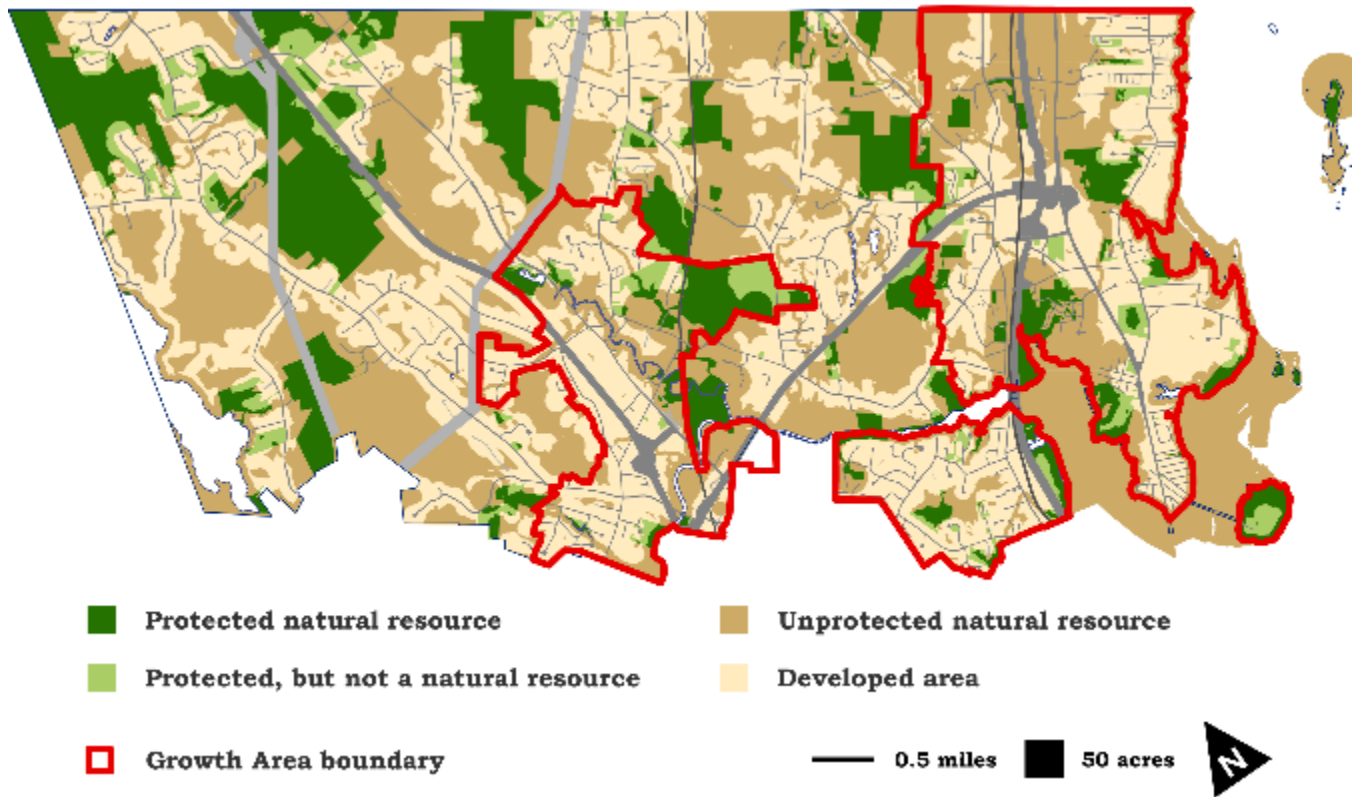 Protected natural resource
Unprotected natural resource
Protected, but not a natural resource
Developed area
Growth Area boundary
0.5 miles
50 acres
N